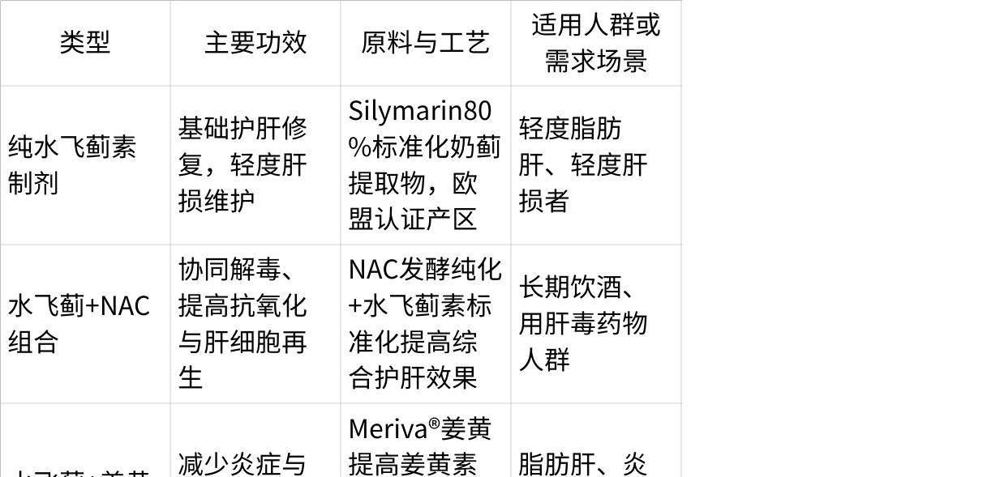 类型
主要功效
原料与工艺
适用人群或
需求场景
纯水飞蓟素
制剂
基础护肝修
复，轻度肝
损维护
Silymarin80
%标准化奶蓟
提取物，欧
盟认证产区
轻度脂肪
肝、轻度肝
损者
水飞蓟+NAC
组合
协同解毒、
提高抗氧化
与肝细胞再
生
NAC发酵纯化
+水飞蓟素标
准化提高综
合护肝效果
长期饮酒、
用肝毒药物
人群
水飞蓟+姜黄
减少炎症与
Meriva®姜黄
提高姜黄素
脂肪肝、炎